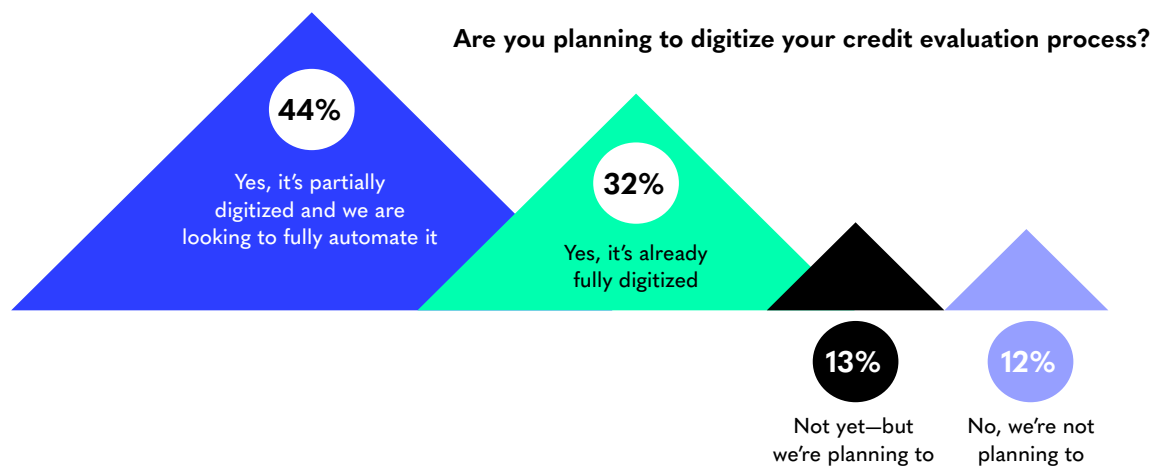 Are you planning to digitize your credit evaluation process?
44%
Yes, it's partially
digitized and we are
looking to fully automate it
32%
Yes, it's already
fully digitized
13%
Not yet—but
we're planning to
12%
No, we're not
planning to